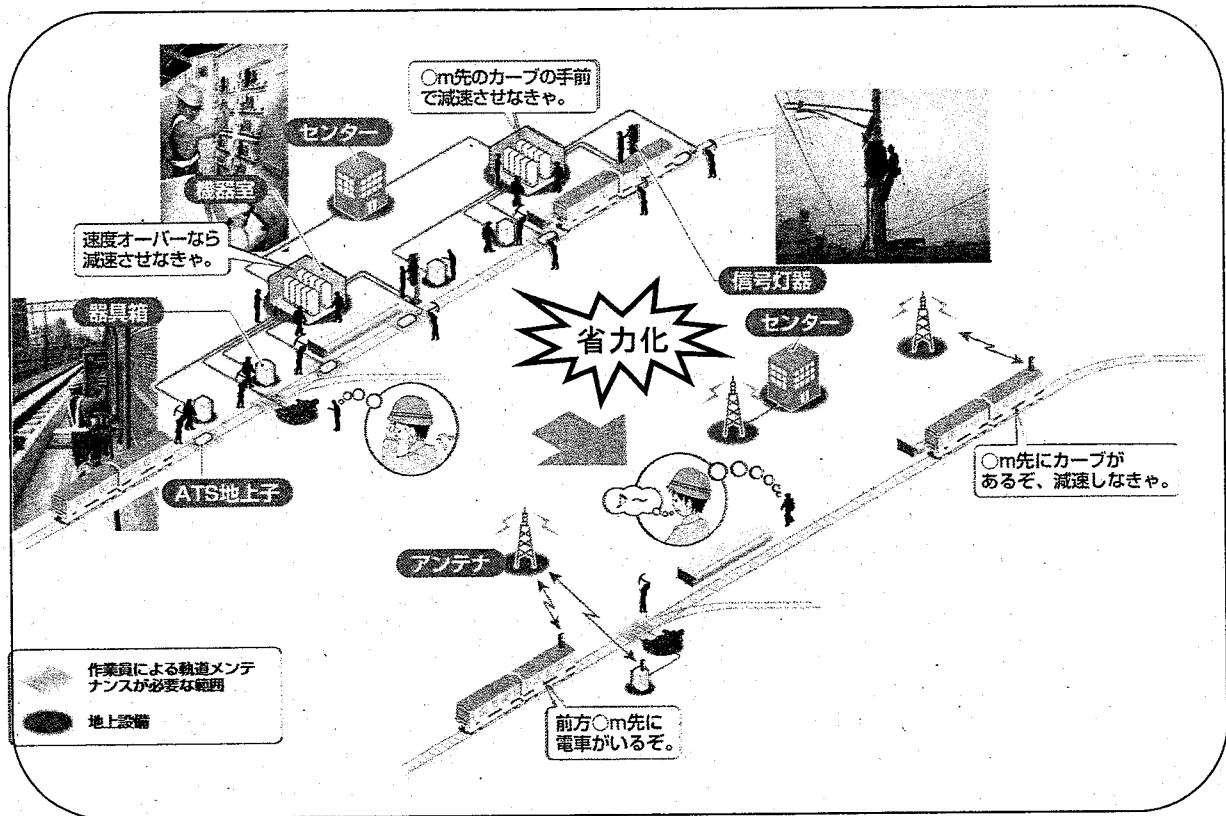 ○m先のカーブの手前
で減速させなきゃ。
センター
機器室
速度オーバーなら
減速させなきゃ。
器具箱
信号灯器
省力化
センター
ATS地上子
○m先にカーブが
あるぞ、減速しなきゃ。
♪〜
アンテナ
作業員による軌道メンテ
ナンスが必要な範囲
地上設備
前方○m先に
電車がいるぞ。